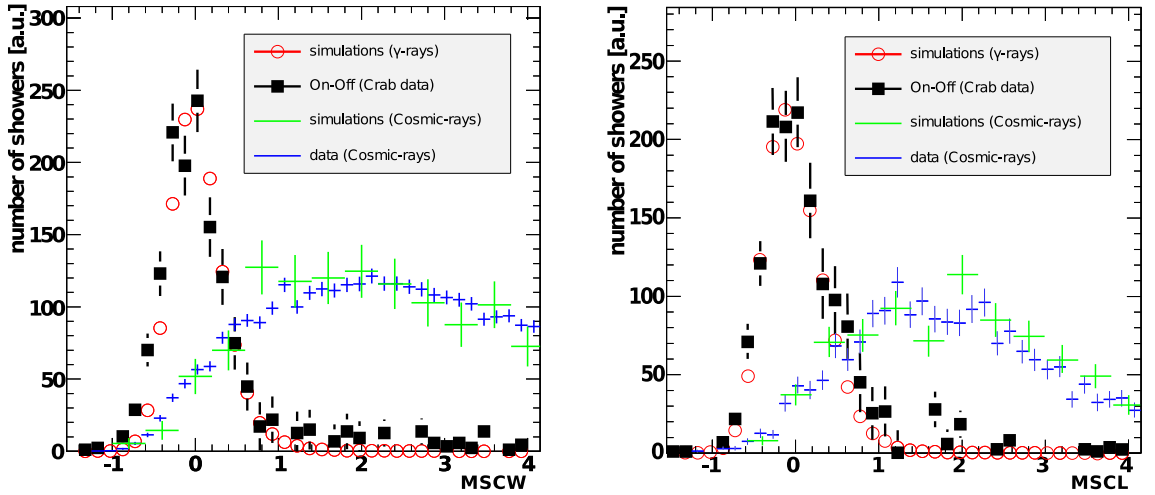 number of showers [a.u.]
300
250
200
150
100
50
0
simulations (γ-rays)
On-Off (Crab data)
simulations (Cosmic-rays)
data (Cosmic-rays)
-1 0 1 2 3 4
MSCW
number of showers [a.u.]
250
200
150
100
50
0
simulations (γ-rays)
On-Off (Crab data)
simulations (Cosmic-rays)
data (Cosmic-rays)
-1 0 1 2 3 4
MSCL